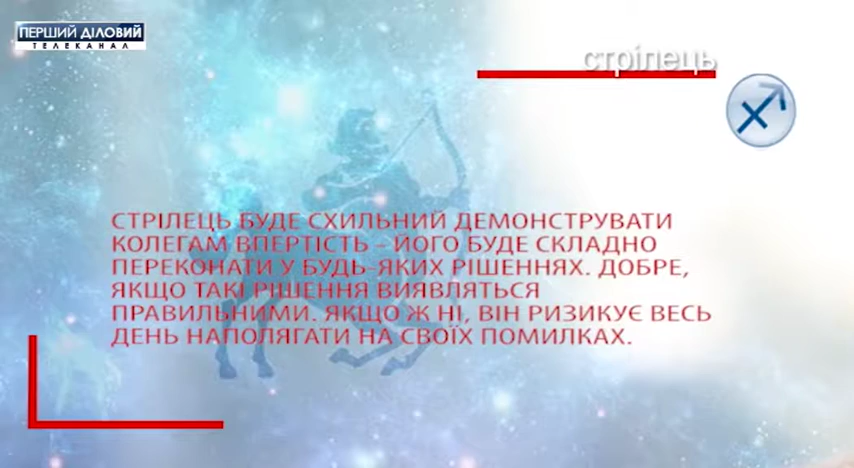 ПЕРШИЙ ДІЛОВИЙ
ТЕЛЕКАНАЛ
стрілець
СТРІЛЕЦЬ БУДЕ СХИЛЬНИЙ ДЕМОНСТРУВАТИ
КОЛЕГАМ ВПЕРТІСТЬ – ЙОГО БУДЕ СКЛАДНО
ПЕРЕКОНАТИ У БУДЬ-ЯКИХ РІШЕННЯХ. ДОБРЕ,
ЯКЩО ТАКІ РІШЕННЯ ВИЯВЛЯТЬСЯ
ПРАВИЛЬНИМИ. ЯКЩО Ж НІ, ВІН РИЗИКУЄ ВЕСЬ
ДЕНЬ НАПОЛЯГАТИ НА СВОЇХ ПОМИЛКАХ.